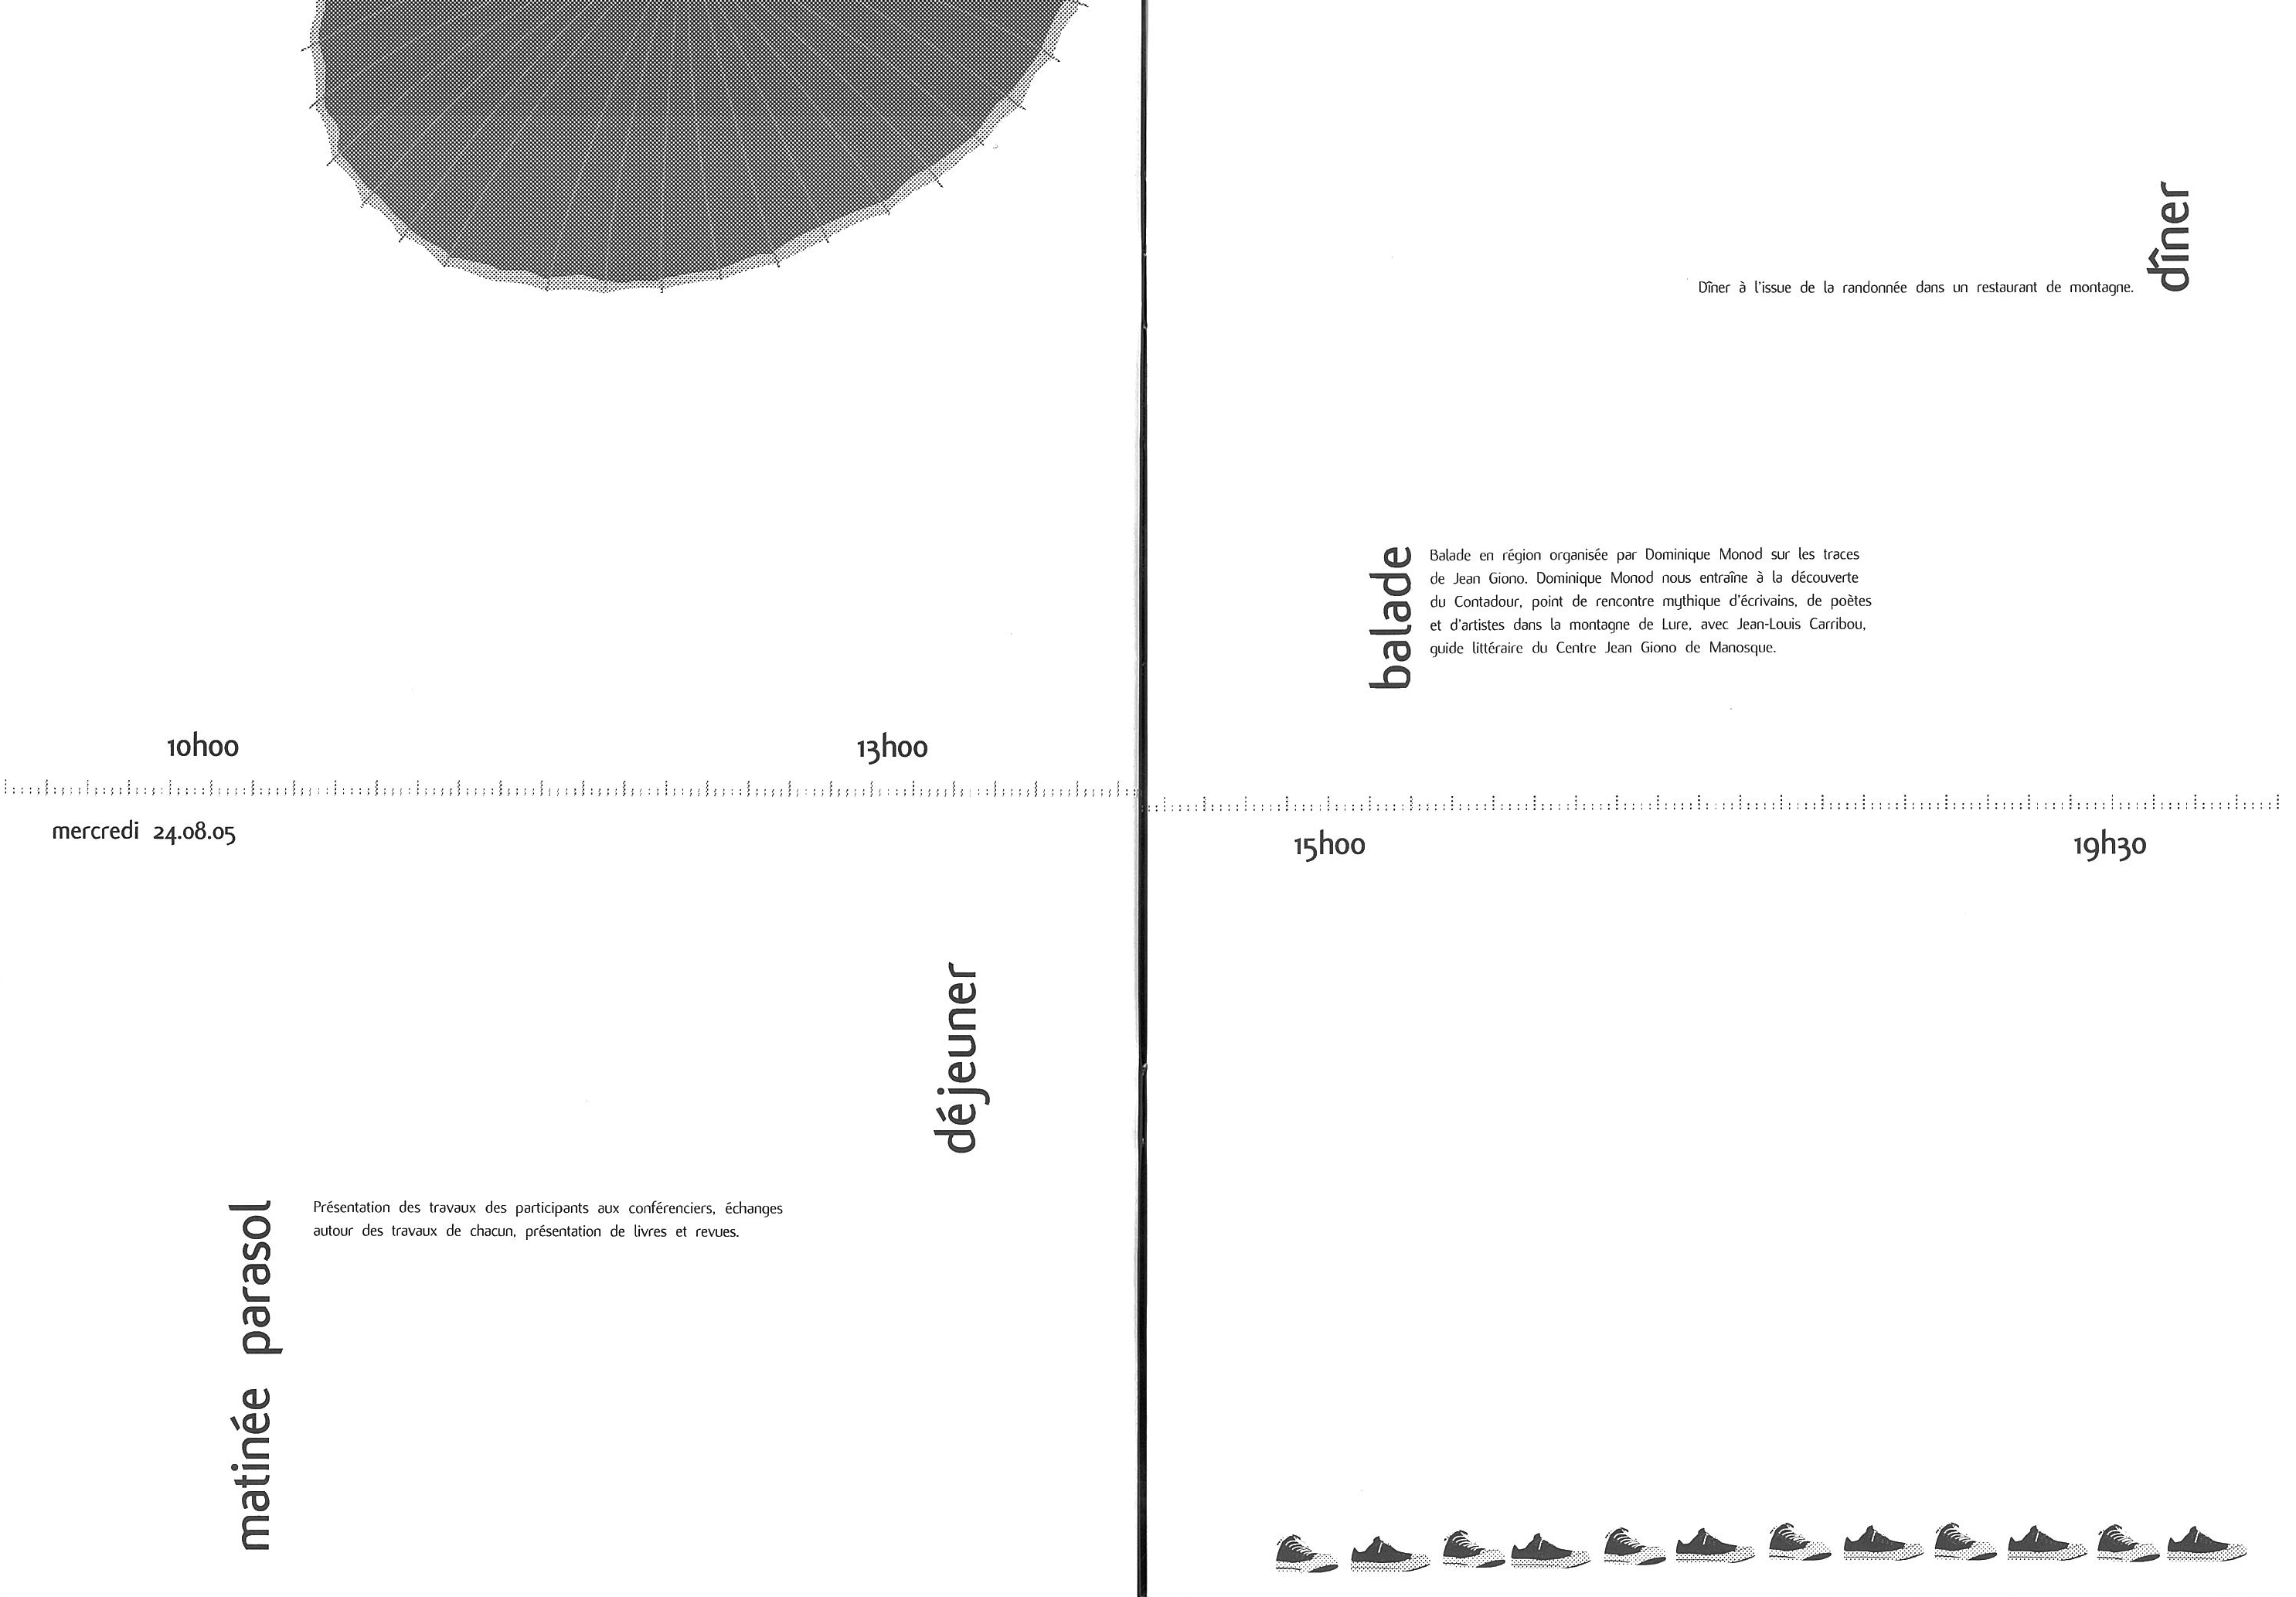 10h00
13h00
mercredi 24.08.05
déjeuner
matinée parasol
Présentation des travaux des participants aux conférenciers, échanges
autour des travaux de chacun, présentation de livres et revues.
dîner
Dîner à l'issue de la randonnée dans un restaurant de montagne.
balade
Balade en région organisée par Dominique Monod sur les traces
de Jean Giono. Dominique Monod nous entraîne à la découverte
du Contadour, point de rencontre mythique d'écrivains, de poètes
et d'artistes dans la montagne de Lure, avec Jean-Louis Carribou,
guide littéraire du Centre Jean Giono de Manosque.
15h00
19h30